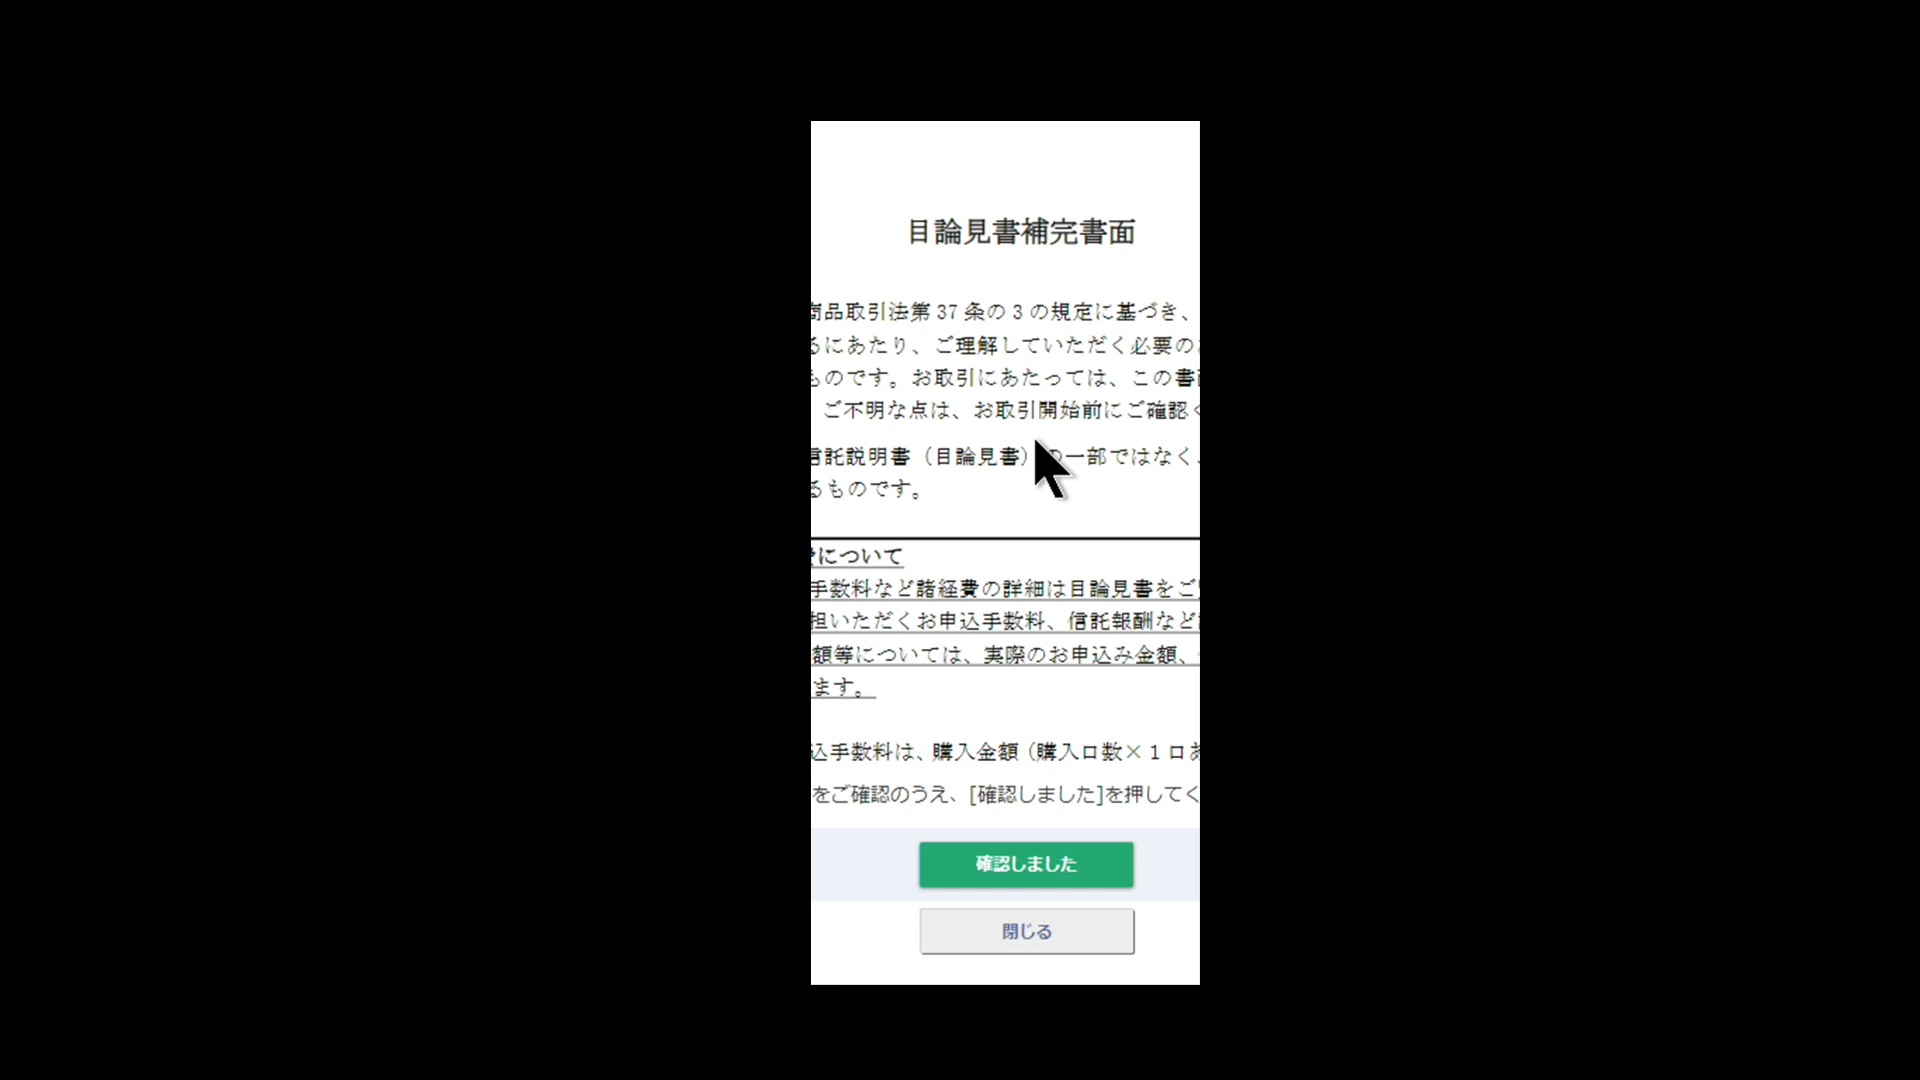 目論見書補完書面
商品取引法第 37 条の 3 の規定に基づき、
るにあたり、ご理解していただく必要の
ものです。お取引にあたっては、この書
ご不明な点は、お取引開始前にご確認く
信託説明書（目論見書）の一部ではなく、
るものです。
について
手数料など諸経費の詳細は目論見書をご
担いただくお申込手数料、信託報酬など
額等については、実際のお申込み金額、
ます。
込手数料は、購入金額（購入口数×１口あ
をご確認のうえ、[確認しました]を押してく
確認しました
閉じる